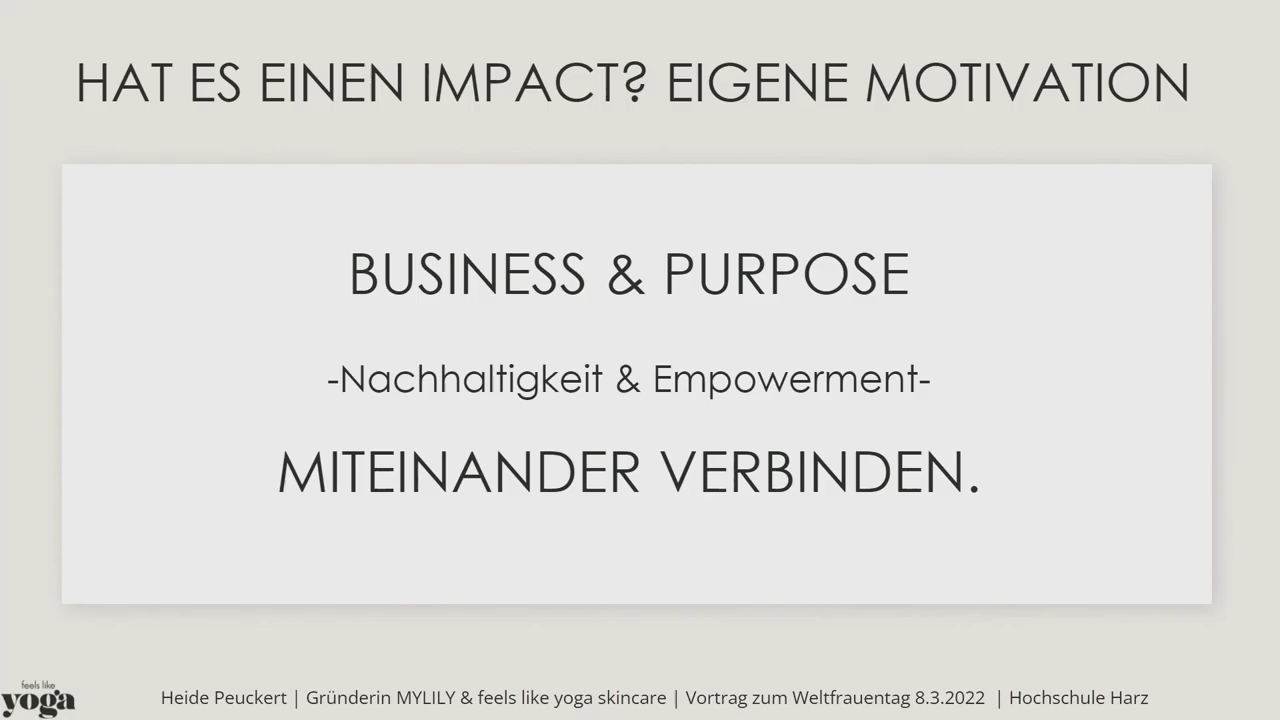 HAT ES EINEN IMPACT? EIGENE MOTIVATION
BUSINESS & PURPOSE
-Nachhaltigkeit & Empowerment-
MITEINANDER VERBINDEN.
feels like
yoga
Heide Peuckert | Gründerin MYLILY & feels like yoga skincare | Vortrag zum Weltfrauentag 8.3.2022 | Hochschule Harz